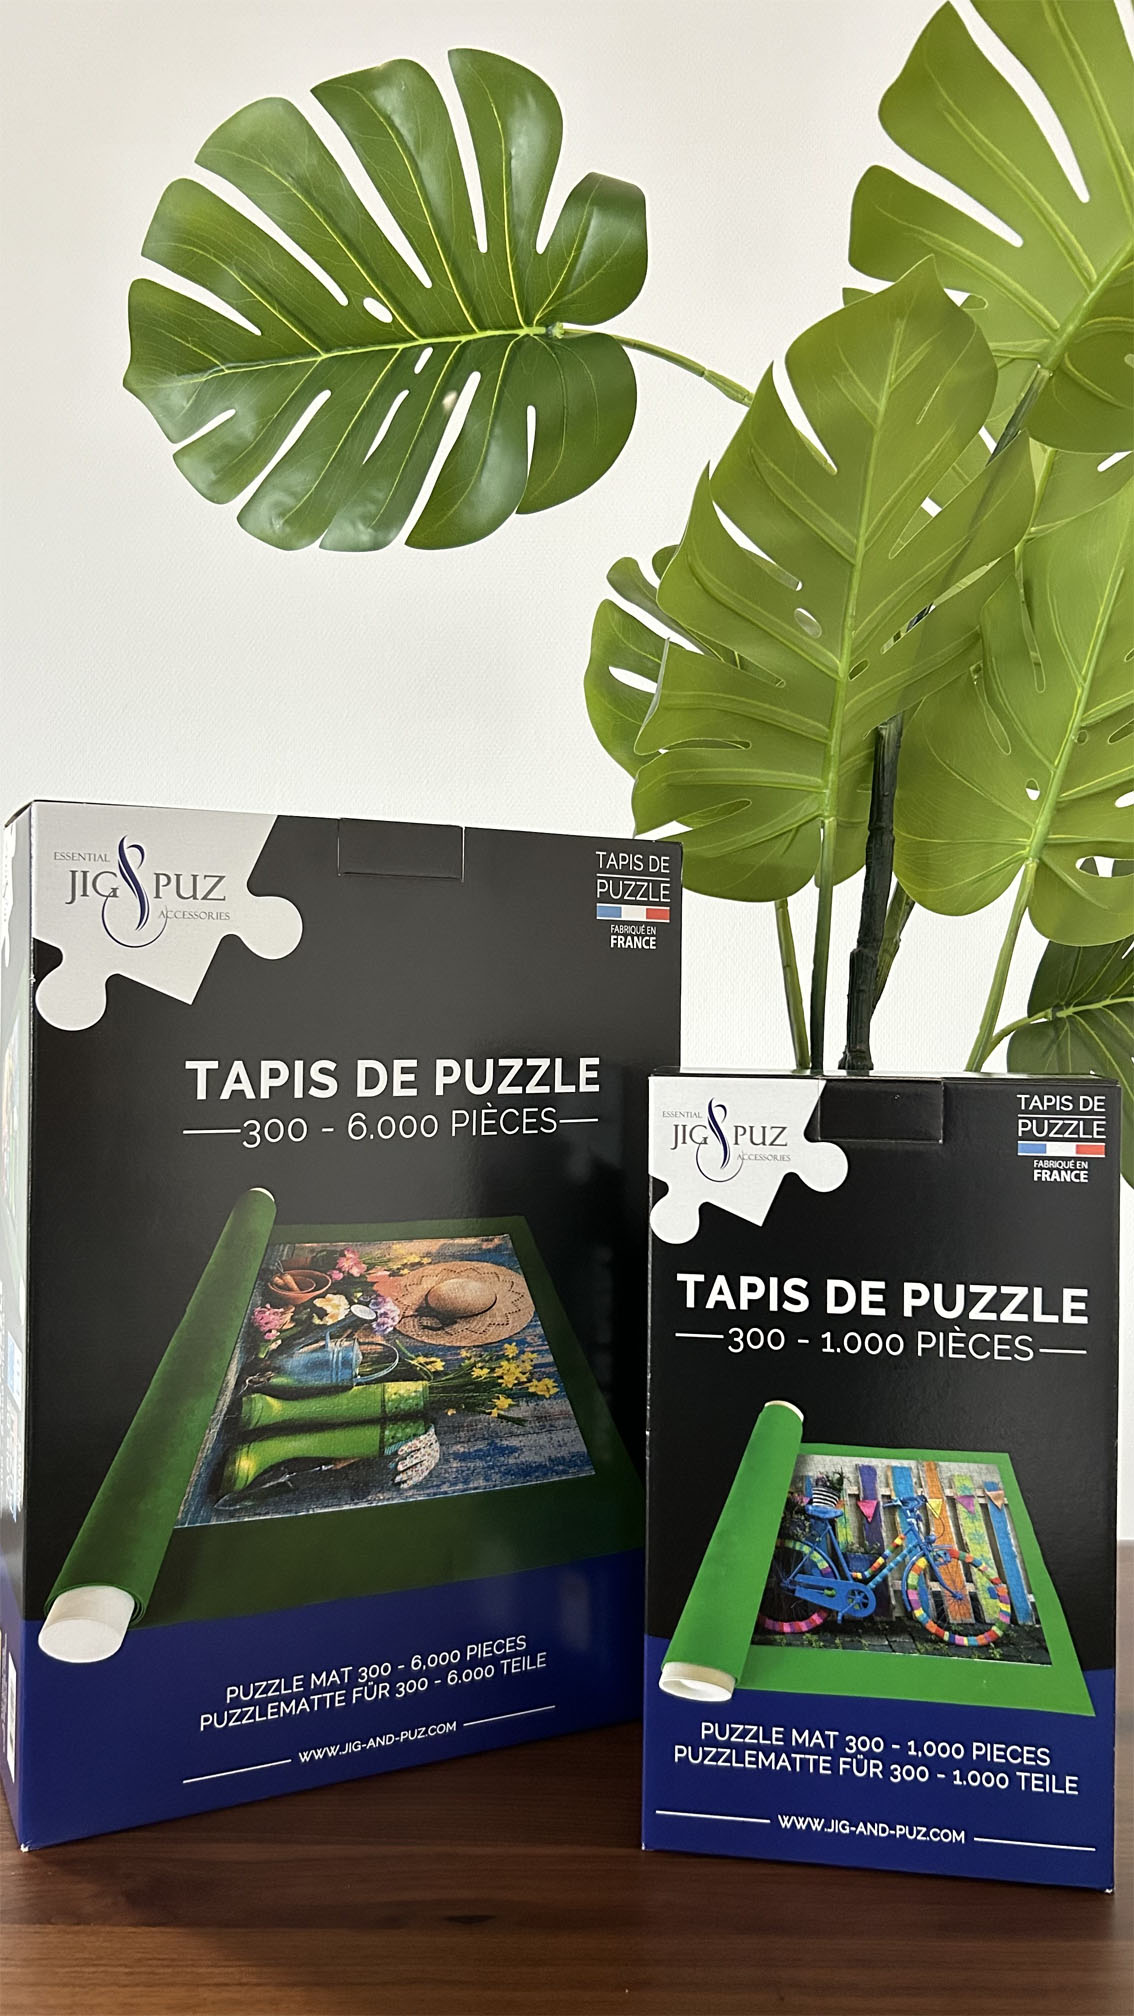 ESSENTIAL
JIG & PUZ
ACCESSORIES
TAPIS DE
PUZZLE
FABRIQUÉ EN
FRANCE
TAPIS DE PUZZLE
300 - 6.000 PIÈCES
PUZZLE MAT 300 - 6,000 PIECES
PUZZLEMATTE FÜR 300 - 6.000 TEILE
WWW.JIG-AND-PUZ.COM
ESSENTIAL
JIG & PUZ
ACCESSORIES
TAPIS DE
PUZZLE
FABRIQUÉ EN
FRANCE
TAPIS DE PUZZLE
300 - 1.000 PIÈCES
PUZZLE MAT 300 - 1,000 PIECES
PUZZLEMATTE FÜR 300 - 1.000 TEILE
WWW.JIG-AND-PUZ.COM